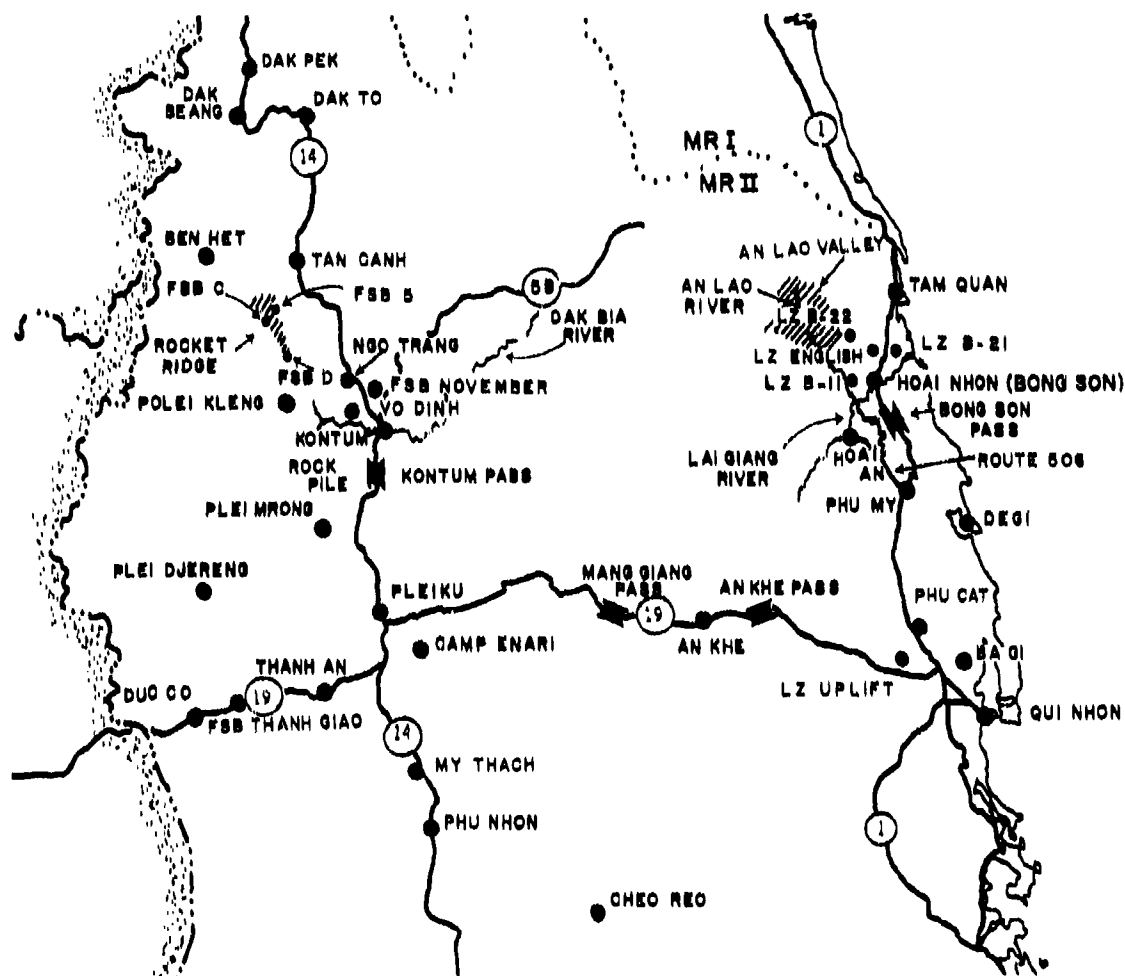 DAK PEK
DAK
BEANG
DAK TO
14
1
MR I
MR II
BEN HET
TAN CANH
AN LAO VALLEY
FSB C
FSB 5
5B
AN LAO
RIVER
TAM QUAN
DAK BIA
RIVER
LZ B-22
ROCKET
RIDGE
NGO TRANG
LZ ENGLISH
LZ B-21
FSB D
FSB NOVEMBER
LZ B-11
HOAI NHON (BONG SON)
POLEI KLENG
VO DINH
BONG SON
PASS
KONTUM
LAI GIANG
RIVER
HOAI
AN
ROUTE 506
ROCK
PILE
KONTUM PASS
PHU MY
PLEI MRONG
DEGI
PLEI DJERENG
PLEIKU
MANG GIANG
PASS
AN KHE PASS
PHU CAT
19
AN KHE
CAMP ENARI
BA GI
THANH AN
LZ UPLIFT
DUC CO
19
FSB THANH GIAO
QUI NHON
14
MY THACH
PHU NHON
1
CHEO REO